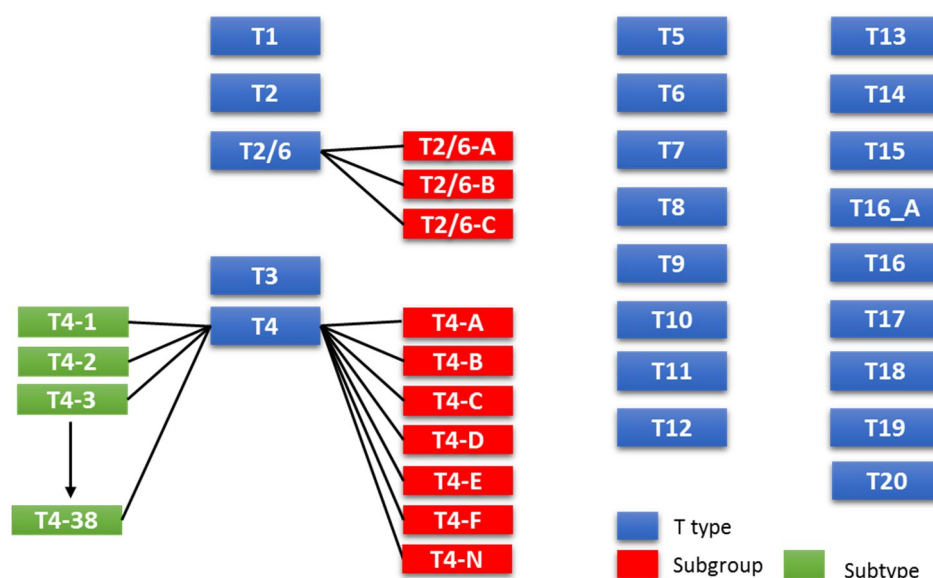 T1
T2
T2/6
T2/6-A
T2/6-B
T2/6-C
T3
T4
T4-1
T4-2
T4-3
T4-38
T4-A
T4-B
T4-C
T4-D
T4-E
T4-F
T4-N
T5
T6
T7
T8
T9
T10
T11
T12
T13
T14
T15
T16_A
T16
T17
T18
T19
T20
T type
Subgroup
Subtype